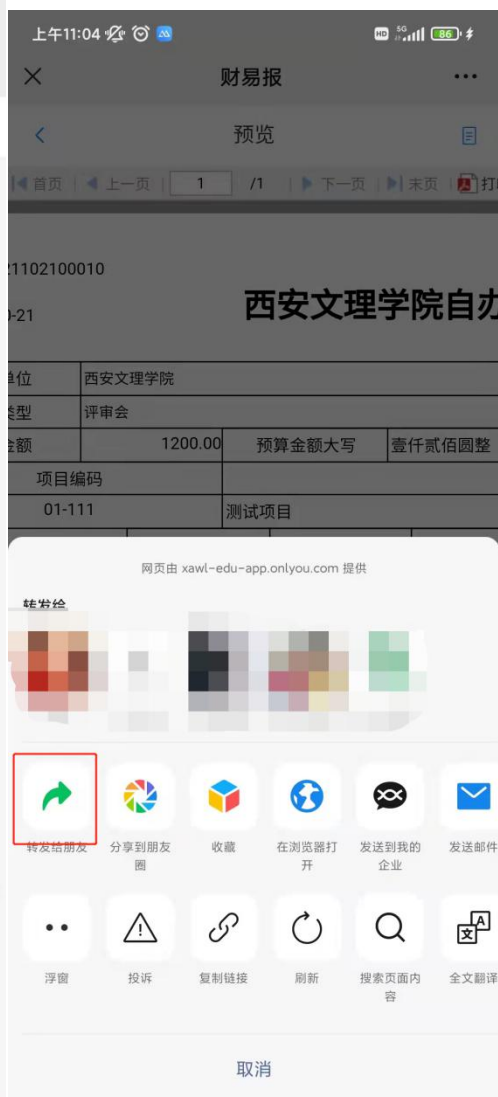 上午11:04 HD 5G 86
财易报
预览
首页 上一页 1 /1 下一页 末页 打
21102100010
-21 西安文理学院自
单位 西安文理学院
类型 评审会
金额 1200.00 预算金额大写 壹仟贰佰圆整
项目编码
01-111 测试项目
网页由 xawl-edu-app.onlyou.com 提供
转发给
转发给朋友 分享到朋友圈 收藏 在浏览器打开 发送到我的企业 发送邮件
浮窗 投诉 复制链接 刷新 搜索页面内容 全文翻译
取消